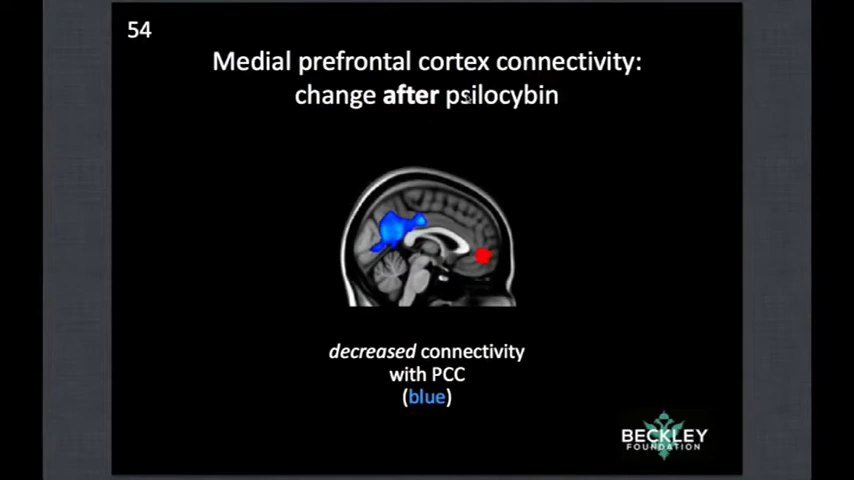 54
Medial prefrontal cortex connectivity:
change after psilocybin
decreased connectivity
with PCC
(blue)
BECKLEY
FOUNDATION